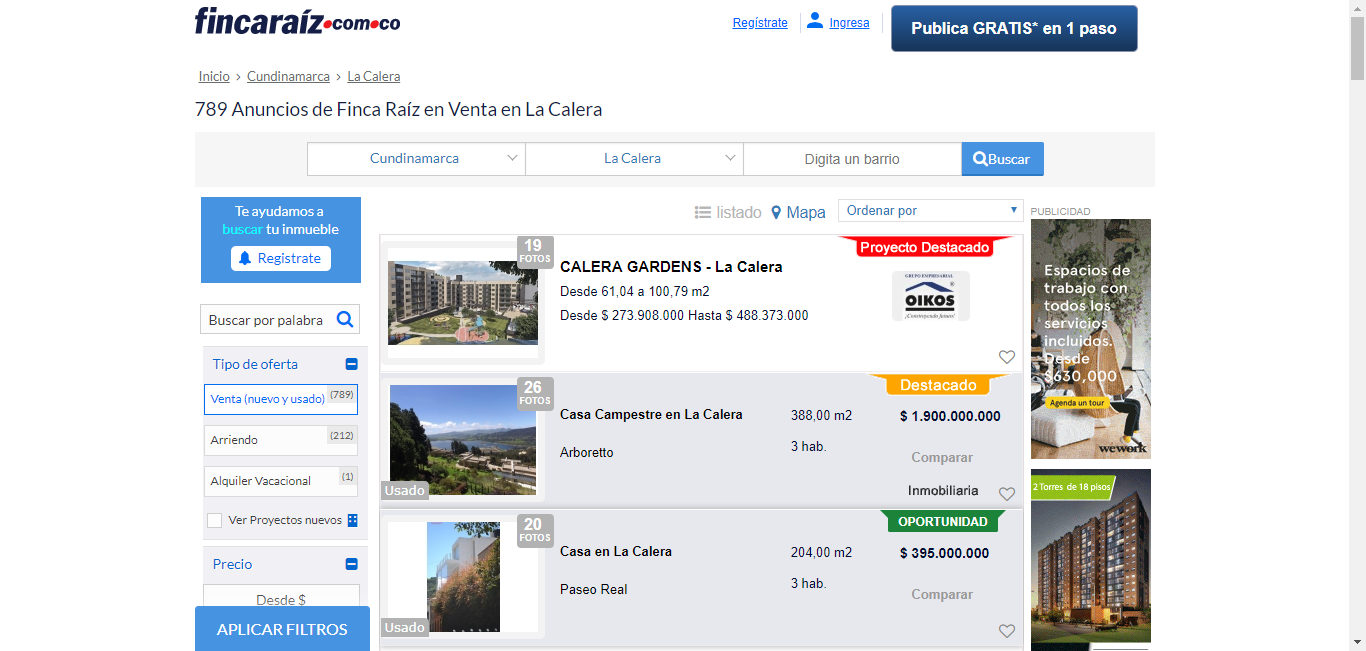 fincaraíz.com.co
Regístrate
Ingresa
Publica GRATIS* en 1 paso
Inicio › Cundinamarca › La Calera
789 Anuncios de Finca Raíz en Venta en La Calera
Cundinamarca
La Calera
Digita un barrio
Buscar
Te ayudamos a
buscar tu inmueble
Registrate
Buscar por palabra
Tipo de oferta
Venta (nuevo y usado) (789)
Arriendo (212)
Alquiler Vacacional (1)
Ver Proyectos nuevos
Precio
Desde $
APLICAR FILTROS
listado
Mapa
Ordenar por
19
FOTOS
CALERA GARDENS - La Calera
Desde 61,04 a 100,79 m2
Desde $ 273.908.000 Hasta $ 488.373.000
Proyecto Destacado
GRUPO EMPRESARIAL
OIKOS
¡Construyendo futuro!
26
FOTOS
Usado
Casa Campestre en La Calera
Arboretto
388,00 m2
3 hab.
Destacado
$ 1.900.000.000
Comparar
Inmobiliaria
20
FOTOS
Usado
Casa en La Calera
Paseo Real
204,00 m2
3 hab.
OPORTUNIDAD
$ 395.000.000
Comparar
PUBLICIDAD
Espacios de
trabajo con
todos los
servicios
incluidos.
Desde
$630,000
Agenda un tour
wework
2 Torres de 18 pisos